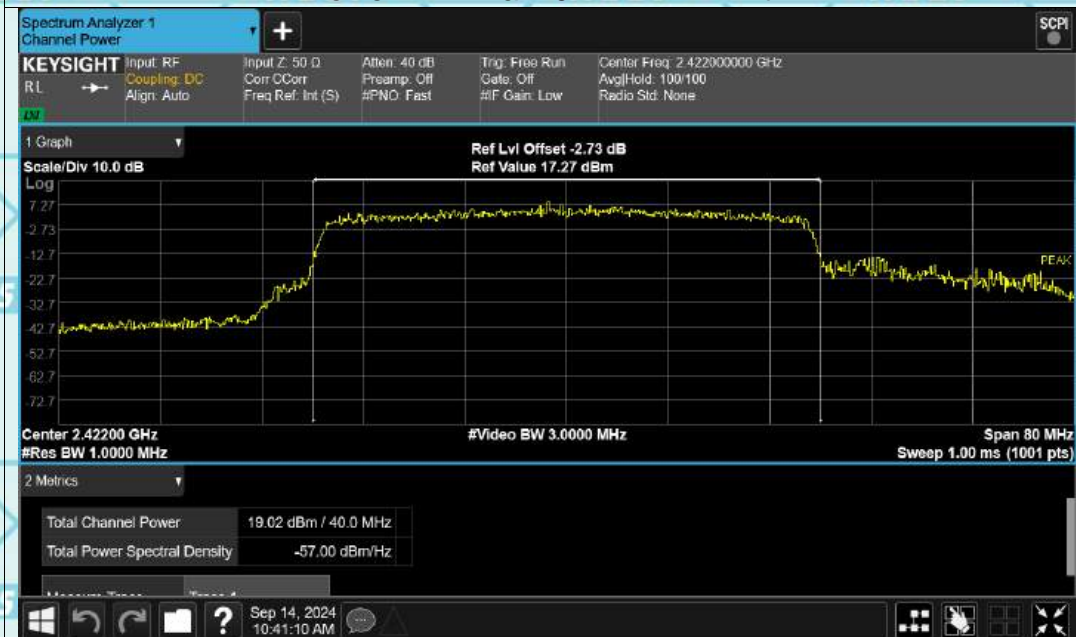 Spectrum Analyzer 1
Channel Power
+
SCPI
KEYSIGHT
RL
LXI
Input: RF
Coupling: DC
Align: Auto
Input Z: 50 Ω
Corr CCorr
Freq Ref: Int (S)
Atten: 40 dB
Preamp: Off
#PNO: Fast
Trig: Free Run
Gate: Off
#IF Gain: Low
Center Freq: 2.422000000 GHz
Avg|Hold: 100/100
Radio Std: None
1 Graph
Scale/Div 10.0 dB
Ref Lvl Offset -2.73 dB
Ref Value 17.27 dBm
Log
7.27
-2.73
-12.7
-22.7
-32.7
-42.7
-52.7
-62.7
-72.7
PEAK
Center 2.42200 GHz
#Res BW 1.0000 MHz
#Video BW 3.0000 MHz
Span 80 MHz
Sweep 1.00 ms (1001 pts)
2 Metrics
Total Channel Power 19.02 dBm / 40.0 MHz
Total Power Spectral Density -57.00 dBm/Hz
?
Sep 14, 2024
10:41:10 AM